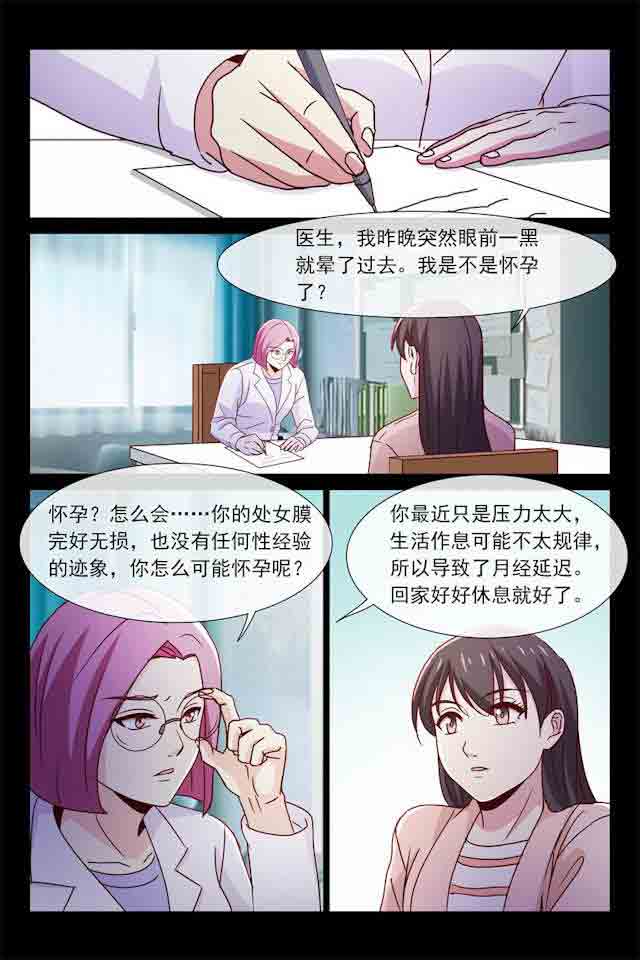 医生，我昨晚突然眼前一黑
就晕了过去。我是不是怀孕
了？
怀孕？怎么会……你的处女膜
完好无损，也没有任何性经验
的迹象，你怎么可能怀孕呢？
你最近只是压力太大，
生活作息可能不太规律，
所以导致了月经延迟。
回家好好休息就好了。